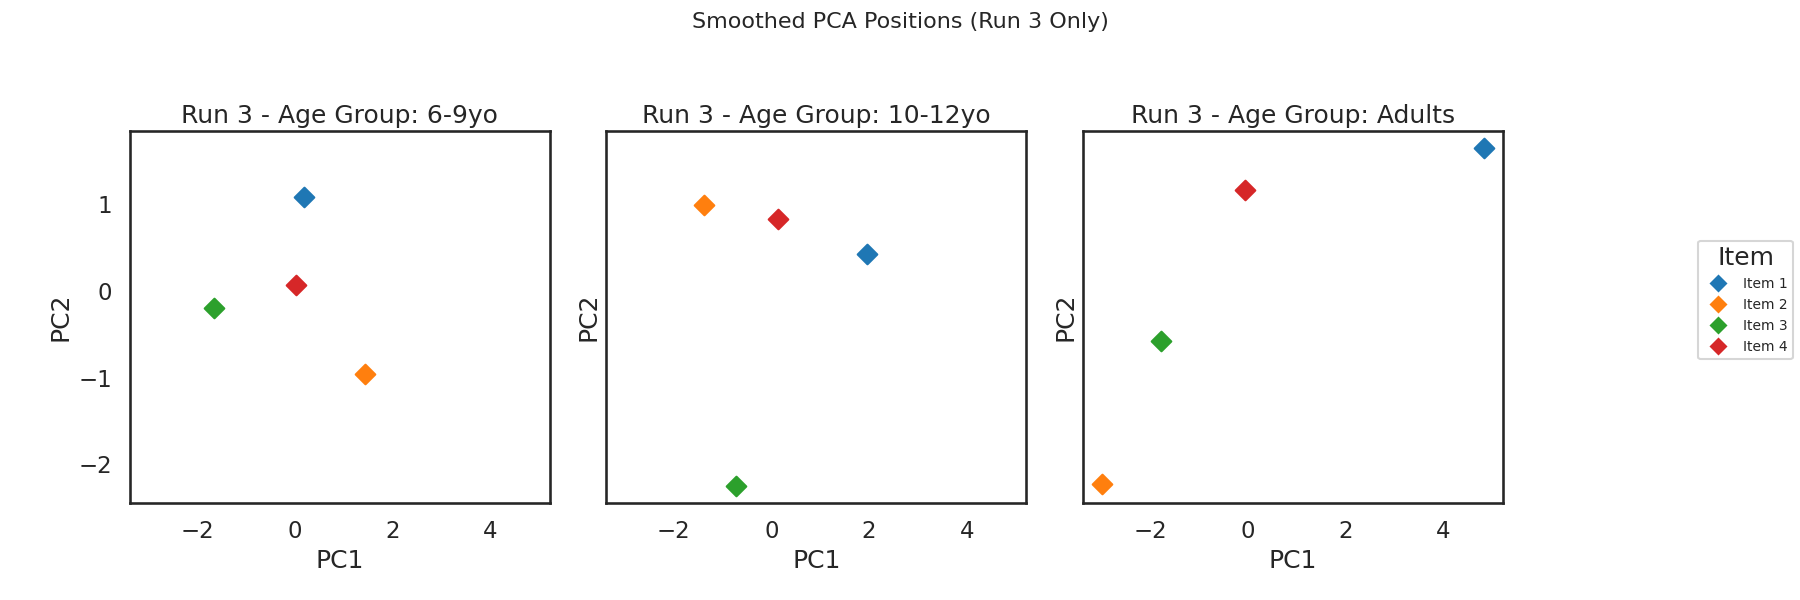 Smoothed PCA Positions (Run 3 Only)
Run 3 - Age Group: 6-9yo
Run 3 - Age Group: 10-12yo
Run 3 - Age Group: Adults
1
0
−1
−2
PC2
−2 0 2 4
PC1
PC2
−2 0 2 4
PC1
PC2
−2 0 2 4
PC1
Item
Item 1
Item 2
Item 3
Item 4